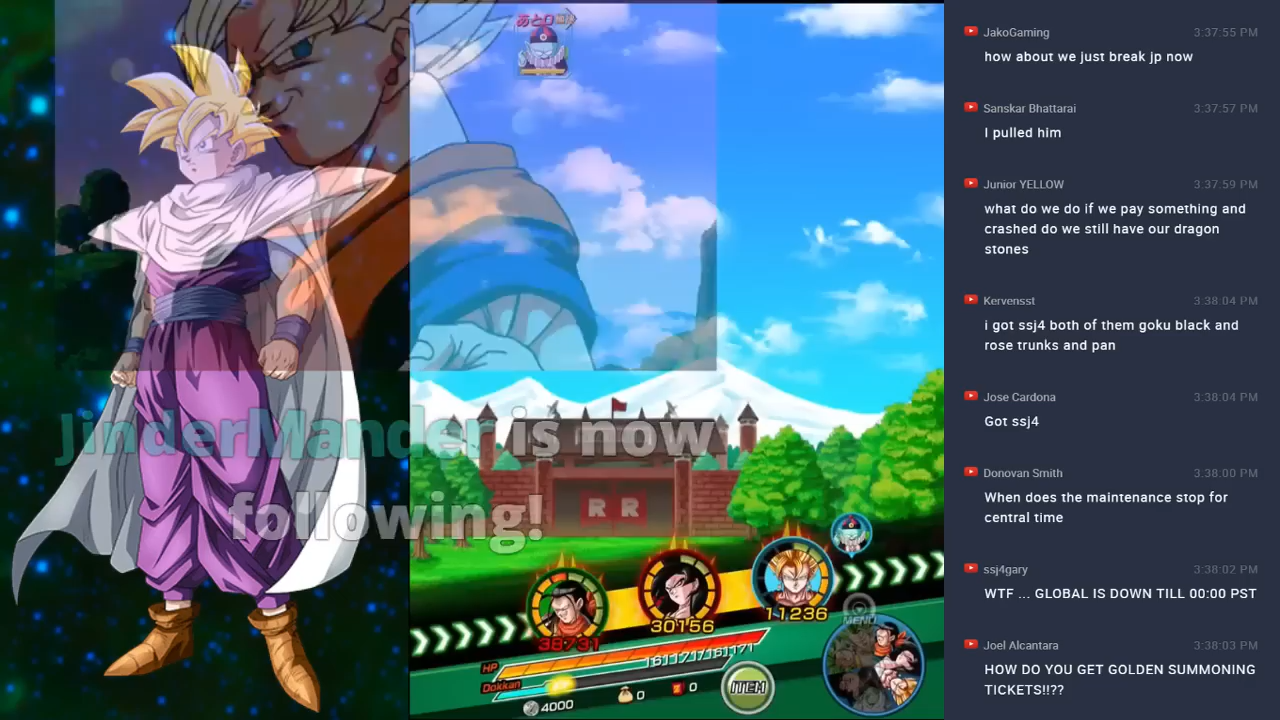 あと0
JinderMander is now
following!
RR
38731
30156
11236
MENU
HP
161171/161171
Dokkan
4000
0
0
ITEM
JakoGaming 3:37:55 PM
how about we just break jp now
Sanskar Bhattarai 3:37:57 PM
I pulled him
Junior YELLOW 3:37:59 PM
what do we do if we pay something and
crashed do we still have our dragon
stones
Kervensst 3:38:04 PM
i got ssj4 both of them goku black and
rose trunks and pan
Jose Cardona 3:38:04 PM
Got ssj4
Donovan Smith 3:38:00 PM
When does the maintenance stop for
central time
ssj4gary 3:38:02 PM
WTF ... GLOBAL IS DOWN TILL 00:00 PST
Joel Alcantara 3:38:03 PM
HOW DO YOU GET GOLDEN SUMMONING
TICKETS!!??